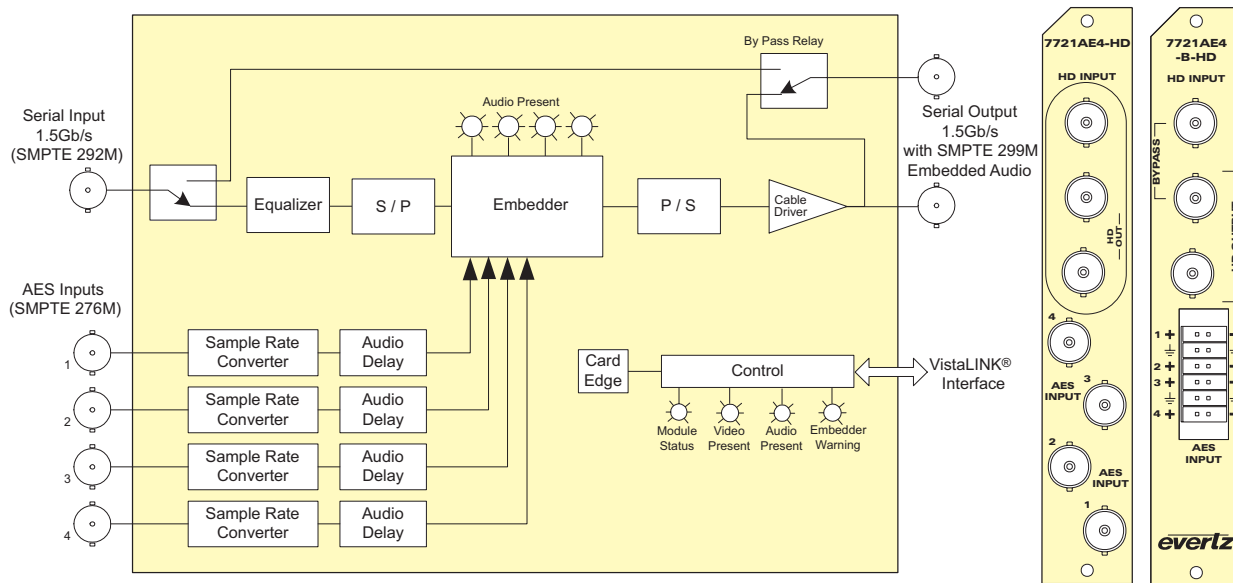 By Pass Relay
Serial Input
1.5Gb/s
(SMPTE 292M)
Audio Present
Serial Output
1.5Gb/s
with SMPTE 299M
Embedded Audio
Equalizer
S / P
Embedder
P / S
Cable
Driver
AES Inputs
(SMPTE 276M)
1
Sample Rate
Converter
Audio
Delay
2
Sample Rate
Converter
Audio
Delay
3
Sample Rate
Converter
Audio
Delay
4
Sample Rate
Converter
Audio
Delay
Card
Edge
Control
VistaLINK®
Interface
Module
Status
Video
Present
Audio
Present
Embedder
Warning
7721AE4-HD
HD INPUT
HD
OUT
4
AES
INPUT
3
2
AES
INPUT
1
7721AE4
-B-HD
HD INPUT
BYPASS
1 +
2 +
3 +
4 +
AES
INPUT
evertz